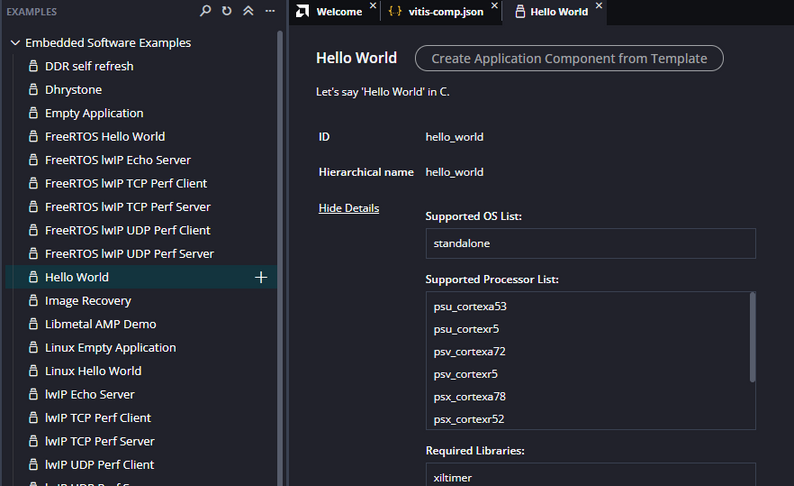 EXAMPLES
Embedded Software Examples
DDR self refresh
Dhrystone
Empty Application
FreeRTOS Hello World
FreeRTOS lwIP Echo Server
FreeRTOS lwIP TCP Perf Client
FreeRTOS lwIP TCP Perf Server
FreeRTOS lwIP UDP Perf Client
FreeRTOS lwIP UDP Perf Server
Hello World
Image Recovery
Libmetal AMP Demo
Linux Empty Application
Linux Hello World
lwIP Echo Server
lwIP TCP Perf Client
lwIP TCP Perf Server
lwIP UDP Perf Client
Welcome
vitis-comp.json
Hello World
Hello World
Create Application Component from Template
Let's say 'Hello World' in C.
ID
hello_world
Hierarchical name
hello_world
Hide Details
Supported OS List:
standalone
Supported Processor List:
psu_cortexa53
psu_cortexr5
psv_cortexa72
psv_cortexr5
psx_cortexa78
psx_cortexr52
Required Libraries:
xiltimer